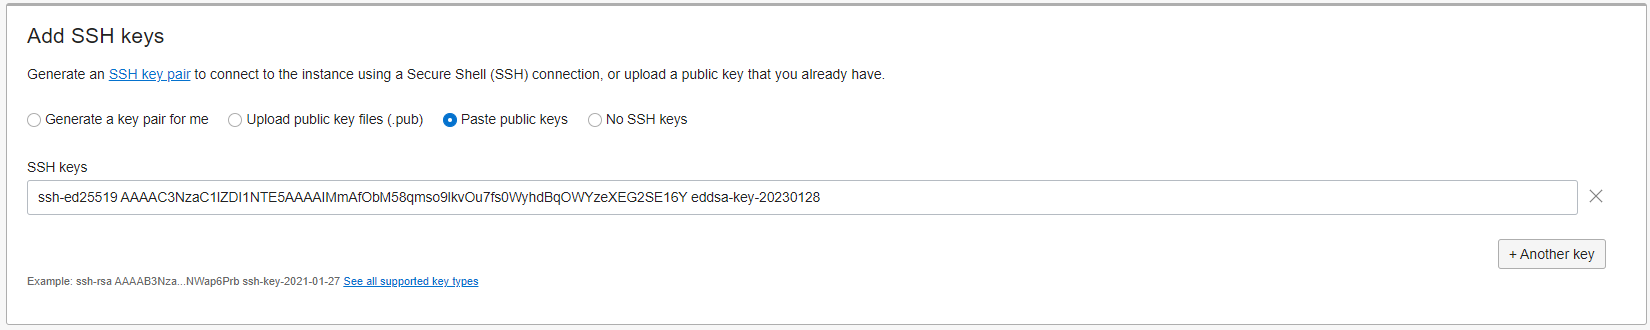 Add SSH keys
Generate an SSH key pair to connect to the instance using a Secure Shell (SSH) connection, or upload a public key that you already have.
Generate a key pair for me Upload public key files (.pub) Paste public keys No SSH keys
SSH keys
ssh-ed25519 AAAAC3NzaC1lZDI1NTE5AAAAIMmAfObM58qmso9lkvOu7fs0WyhdBqOWYzeXEG2SE16Y eddsa-key-20230128
+ Another key
Example: ssh-rsa AAAAB3Nza...NWap6Prb ssh-key-2021-01-27 See all supported key types